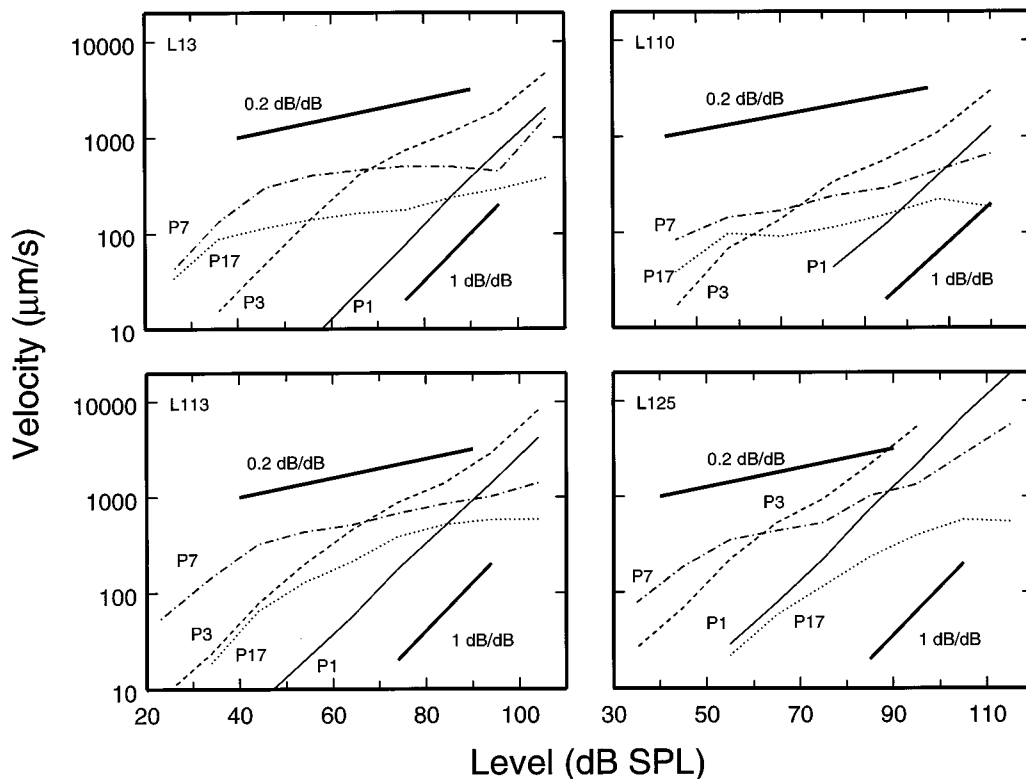 L13
10000
0.2 dB/dB
1000
P7
100
P17
P3
P1
1 dB/dB
10
L110
0.2 dB/dB
P7
P17
P3
P1
1 dB/dB
Velocity (μm/s)
L113
10000
0.2 dB/dB
1000
P7
100
P3
P17
P1
1 dB/dB
10
20 40 60 80 100
L125
0.2 dB/dB
P3
P7
P1
P17
1 dB/dB
30 50 70 90 110
Level (dB SPL)